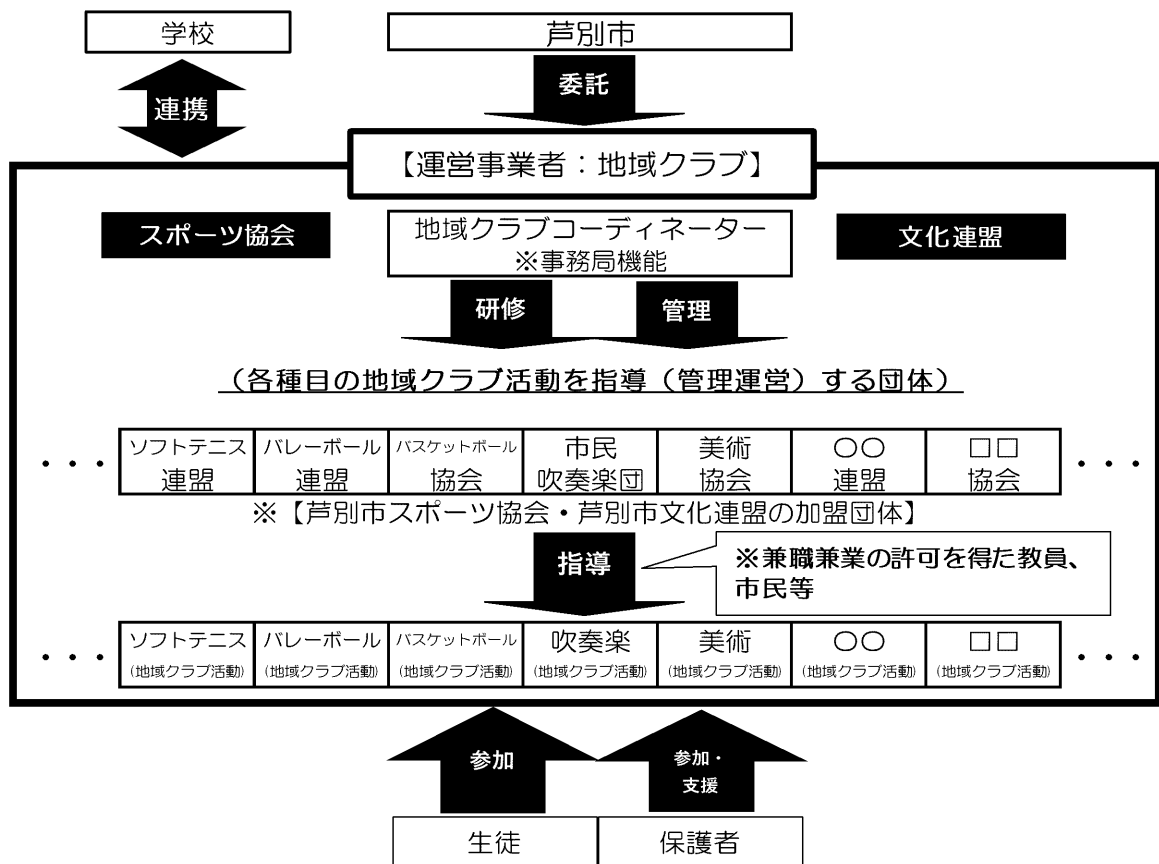 学校
芦別市
連携
委託
【運営事業者：地域クラブ】
スポーツ協会
地域クラブコーディネーター
※事務局機能
文化連盟
研修
管理
（各種目の地域クラブ活動を指導（管理運営）する団体）
・・・
ソフトテニス
連盟
バレーボール
連盟
バスケットボール
協会
市民
吹奏楽団
美術
協会
〇〇
連盟
□□
協会
・・・
※【芦別市スポーツ協会・芦別市文化連盟の加盟団体】
指導
※兼職兼業の許可を得た教員、
市民等
・・・
ソフトテニス
(地域クラブ活動)
バレーボール
(地域クラブ活動)
バスケットボール
(地域クラブ活動)
吹奏楽
(地域クラブ活動)
美術
(地域クラブ活動)
〇〇
(地域クラブ活動)
□□
(地域クラブ活動)
・・・
参加
参加・
支援
生徒
保護者